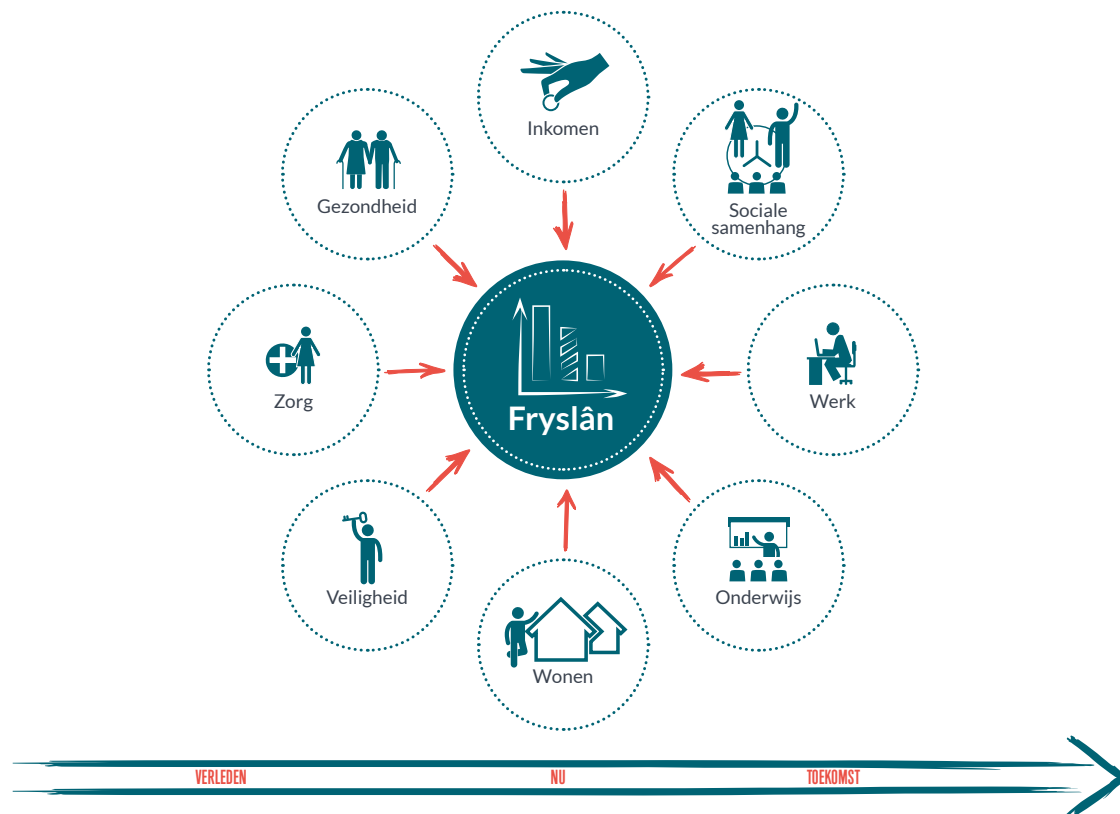 Inkomen
Gezondheid
Sociale
samenhang
Zorg
Fryslân
Werk
Veiligheid
Onderwijs
Wonen
VERLEDEN
NU
TOEKOMST